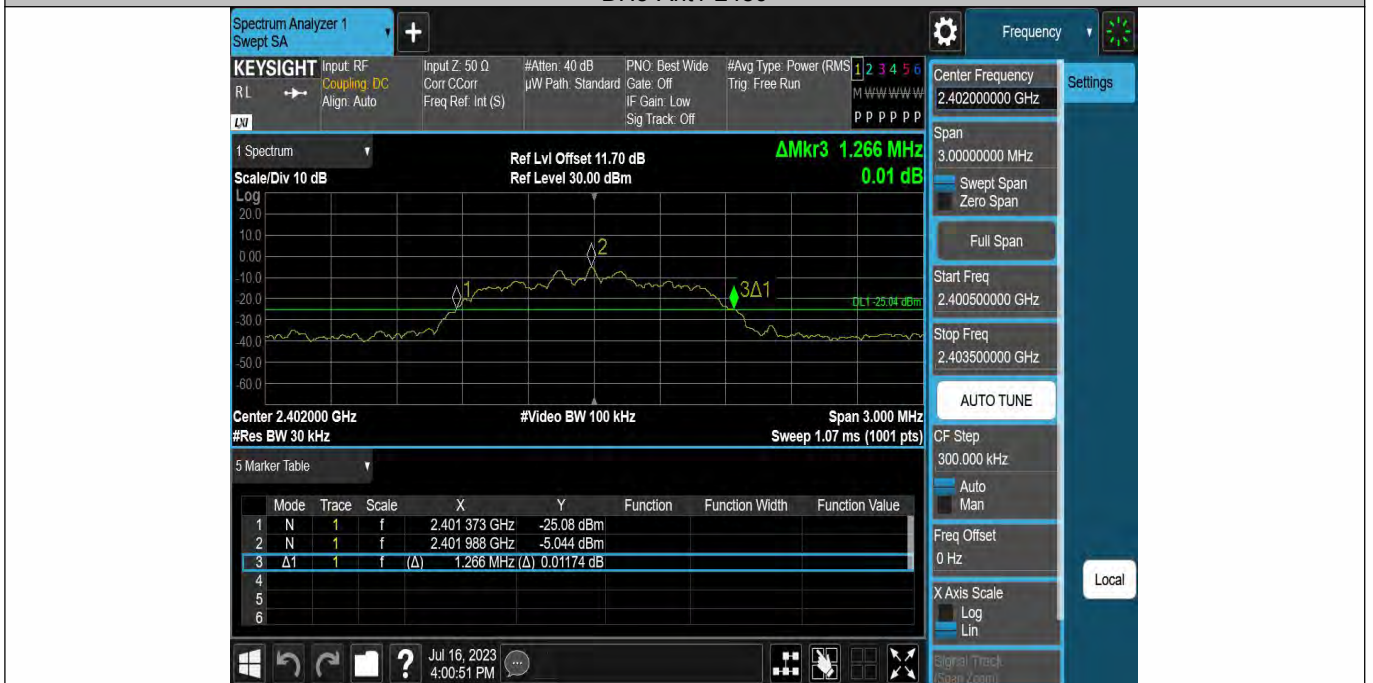 Spectrum Analyzer 1
Swept SA
+
Frequency
KEYSIGHT
RL
LXI
Input: RF
Coupling: DC
Align: Auto
Input Z: 50 Ω
Corr CCorr
Freq Ref: Int (S)
#Atten: 40 dB
µW Path: Standard
PNO: Best Wide
Gate: Off
IF Gain: Low
Sig Track: Off
#Avg Type: Power (RMS
Trig: Free Run
1 2 3 4 5 6
M W W W W W
P P P P P P
Center Frequency
2.402000000 GHz
Settings
Span
3.00000000 MHz
Swept Span
Zero Span
Full Span
Start Freq
2.400500000 GHz
Stop Freq
2.403500000 GHz
AUTO TUNE
CF Step
300.000 kHz
Auto
Man
Freq Offset
0 Hz
X Axis Scale
Log
Lin
Signal Track
(Span Zoom)
Local
1 Spectrum
Scale/Div 10 dB
Ref Lvl Offset 11.70 dB
Ref Level 30.00 dBm
ΔMkr3 1.266 MHz
0.01 dB
Log
20.0
10.0
0.00
-10.0
-20.0
-30.0
-40.0
-50.0
-60.0
1
2
3Δ1
DL1 -25.04 dBm
Center 2.402000 GHz
#Res BW 30 kHz
#Video BW 100 kHz
Span 3.000 MHz
Sweep 1.07 ms (1001 pts)
5 Marker Table
Mode Trace Scale X Y Function Function Width Function Value
1 N 1 f 2.401 373 GHz -25.08 dBm
2 N 1 f 2.401 988 GHz -5.044 dBm
3 Δ1 1 f (Δ) 1.266 MHz (Δ) 0.01174 dB
4
5
6
?
Jul 16, 2023
4:00:51 PM